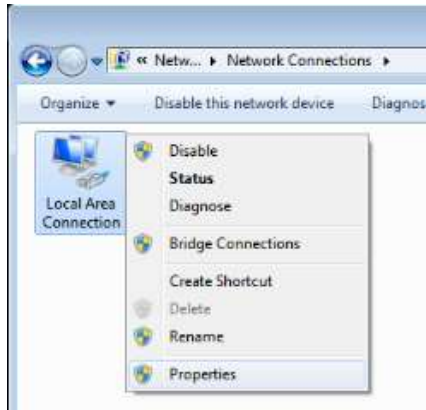 « Netw... ▸ Network Connections ▸
Organize ▾ Disable this network device Diagnos
Local Area
Connection
Disable
Status
Diagnose
Bridge Connections
Create Shortcut
Delete
Rename
Properties